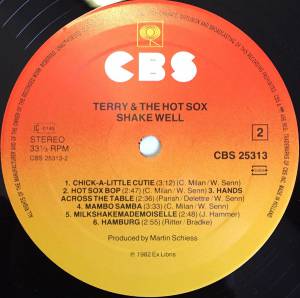 CBS
TERRY & THE HOT SOX
SHAKE WELL
STEREO
33⅓ RPM
CBS 25313-2
2
CBS 25313
1. CHICK-A-LITTLE CUTIE (3:12) (C. Milan / W. Senn)
2. HOT SOX BOP (3:17) (C. Milan / W. Senn) 3. HANDS
ACROSS THE TABLE (2:36) (Parish / Delettre / W. Senn)
4. MAMBO SAMBA (3:33) (C. Milan / W. Senn)
5. MILKSHAKEMADEMOISELLE (2:48) (J. Hammer)
6. HAMBURG (2:55) (Ritter / Bradke)
Produced by Martin Schiess
℗ 1982 Ex Libris